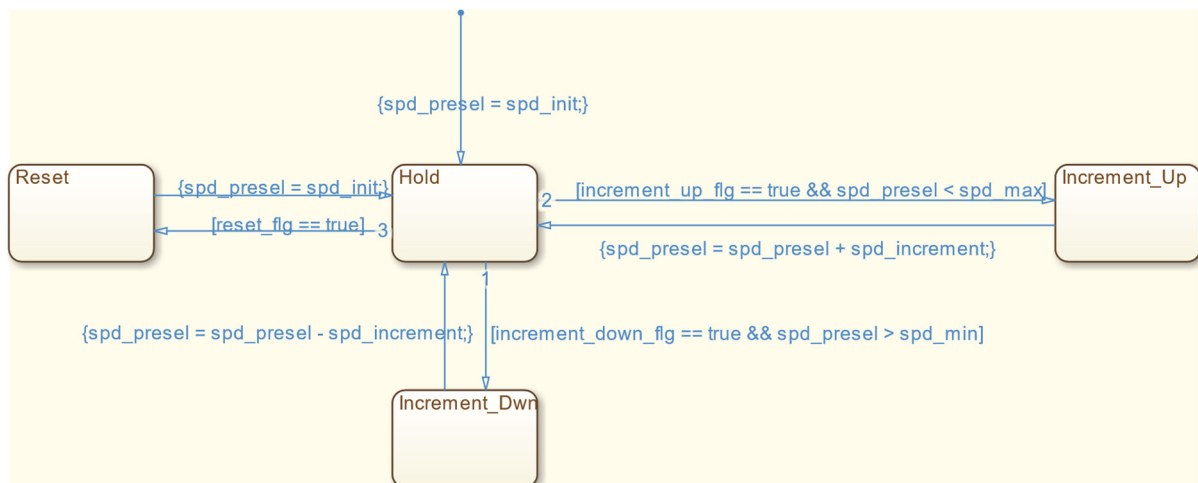 {spd_presel = spd_init;}
Reset
{spd_presel = spd_init;}
Hold
2
[increment_up_flg == true && spd_presel < spd_max]
Increment_Up
[reset_flg == true]
3
{spd_presel = spd_presel + spd_increment;}
1
{spd_presel = spd_presel - spd_increment;}
[increment_down_flg == true && spd_presel > spd_min]
Increment_Dwn